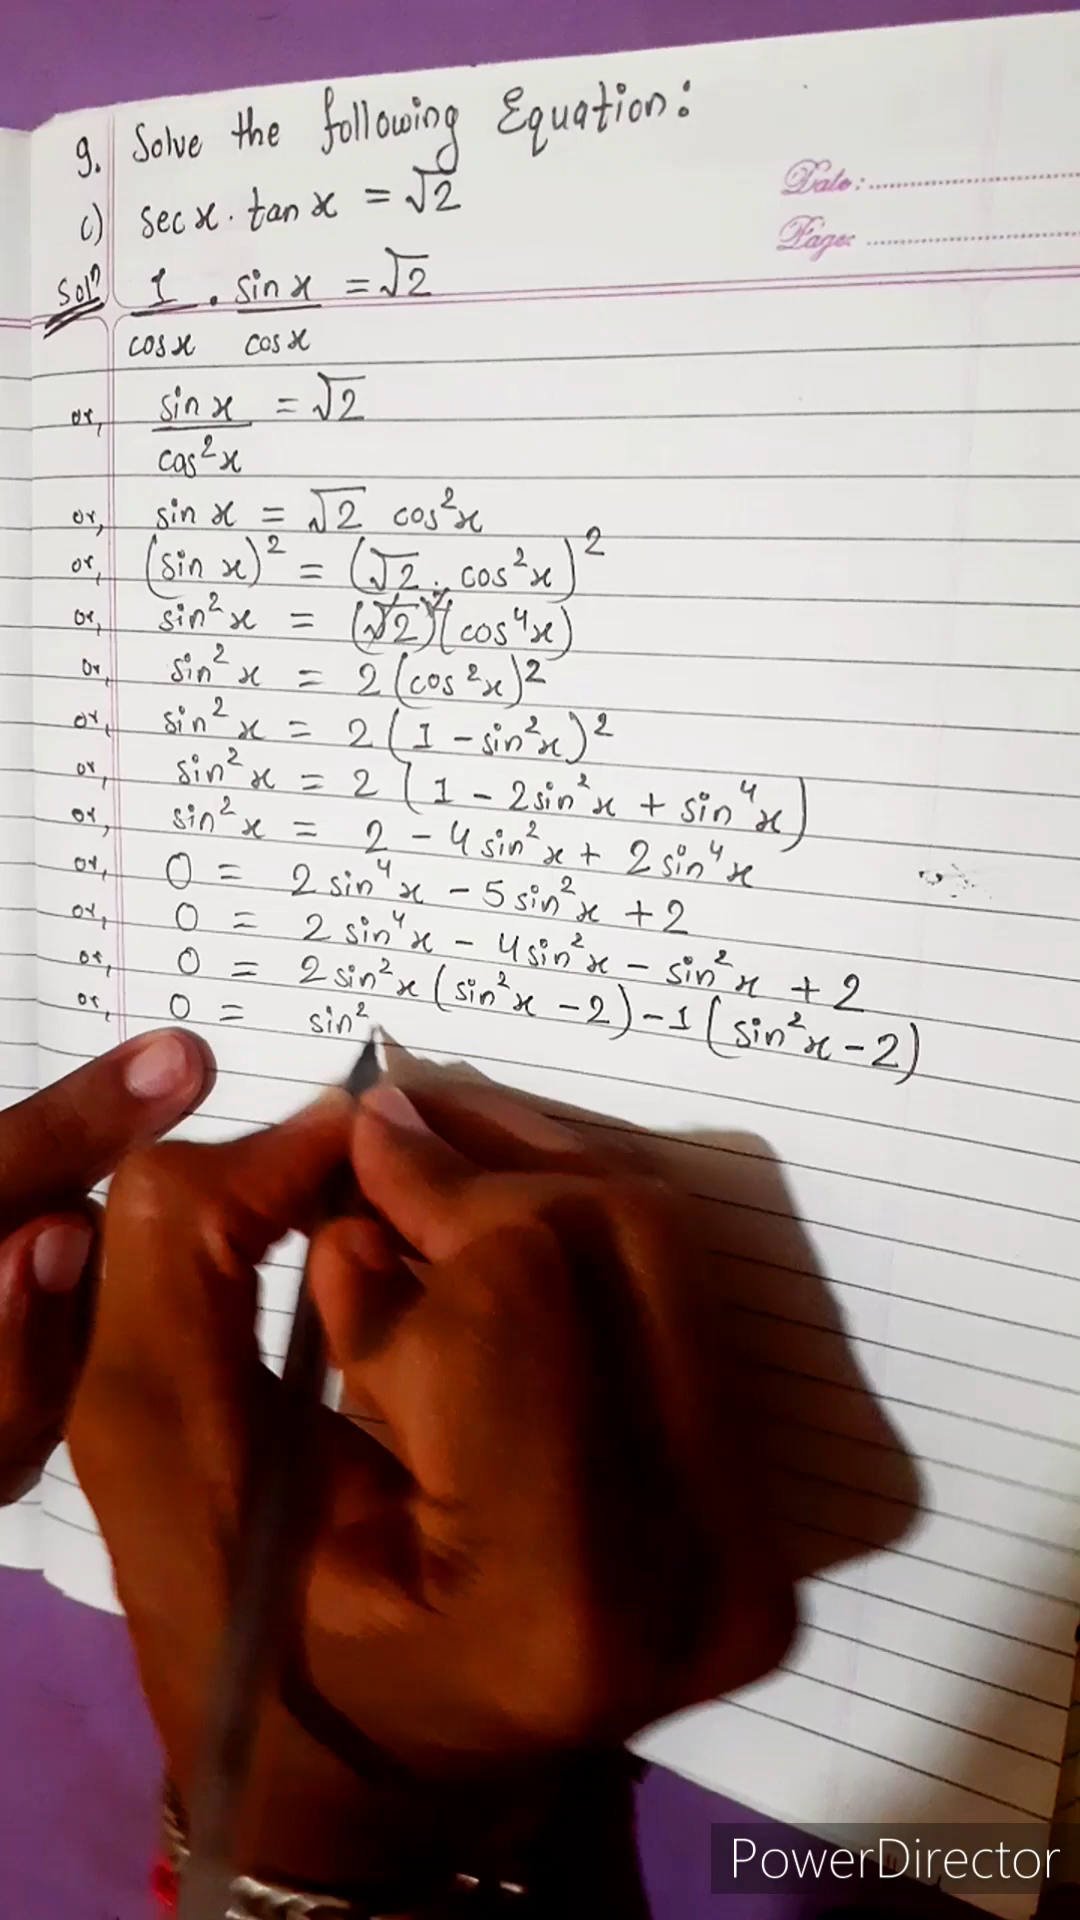 9. Solve the following Equation:
c) sec x . tan x = √2
Date:
Page:
Solⁿ 1/cos x . sin x/cos x = √2
or, sin x/cos²x = √2
or, sin x = √2 cos²x
or, (sin x)² = (√2 . cos²x)²
or, sin²x = (√2)²(cos⁴x)
or, sin²x = 2(cos²x)²
or, sin²x = 2(1 - sin²x)²
or, sin²x = 2(1 - 2sin²x + sin⁴x)
or, sin²x = 2 - 4sin²x + 2sin⁴x
or, 0 = 2sin⁴x - 5sin²x + 2
or, 0 = 2sin⁴x - 4sin²x - sin²x + 2
or, 0 = 2sin²x(sin²x - 2) - 1(sin²x - 2)
or, 0 = sin²
PowerDirector